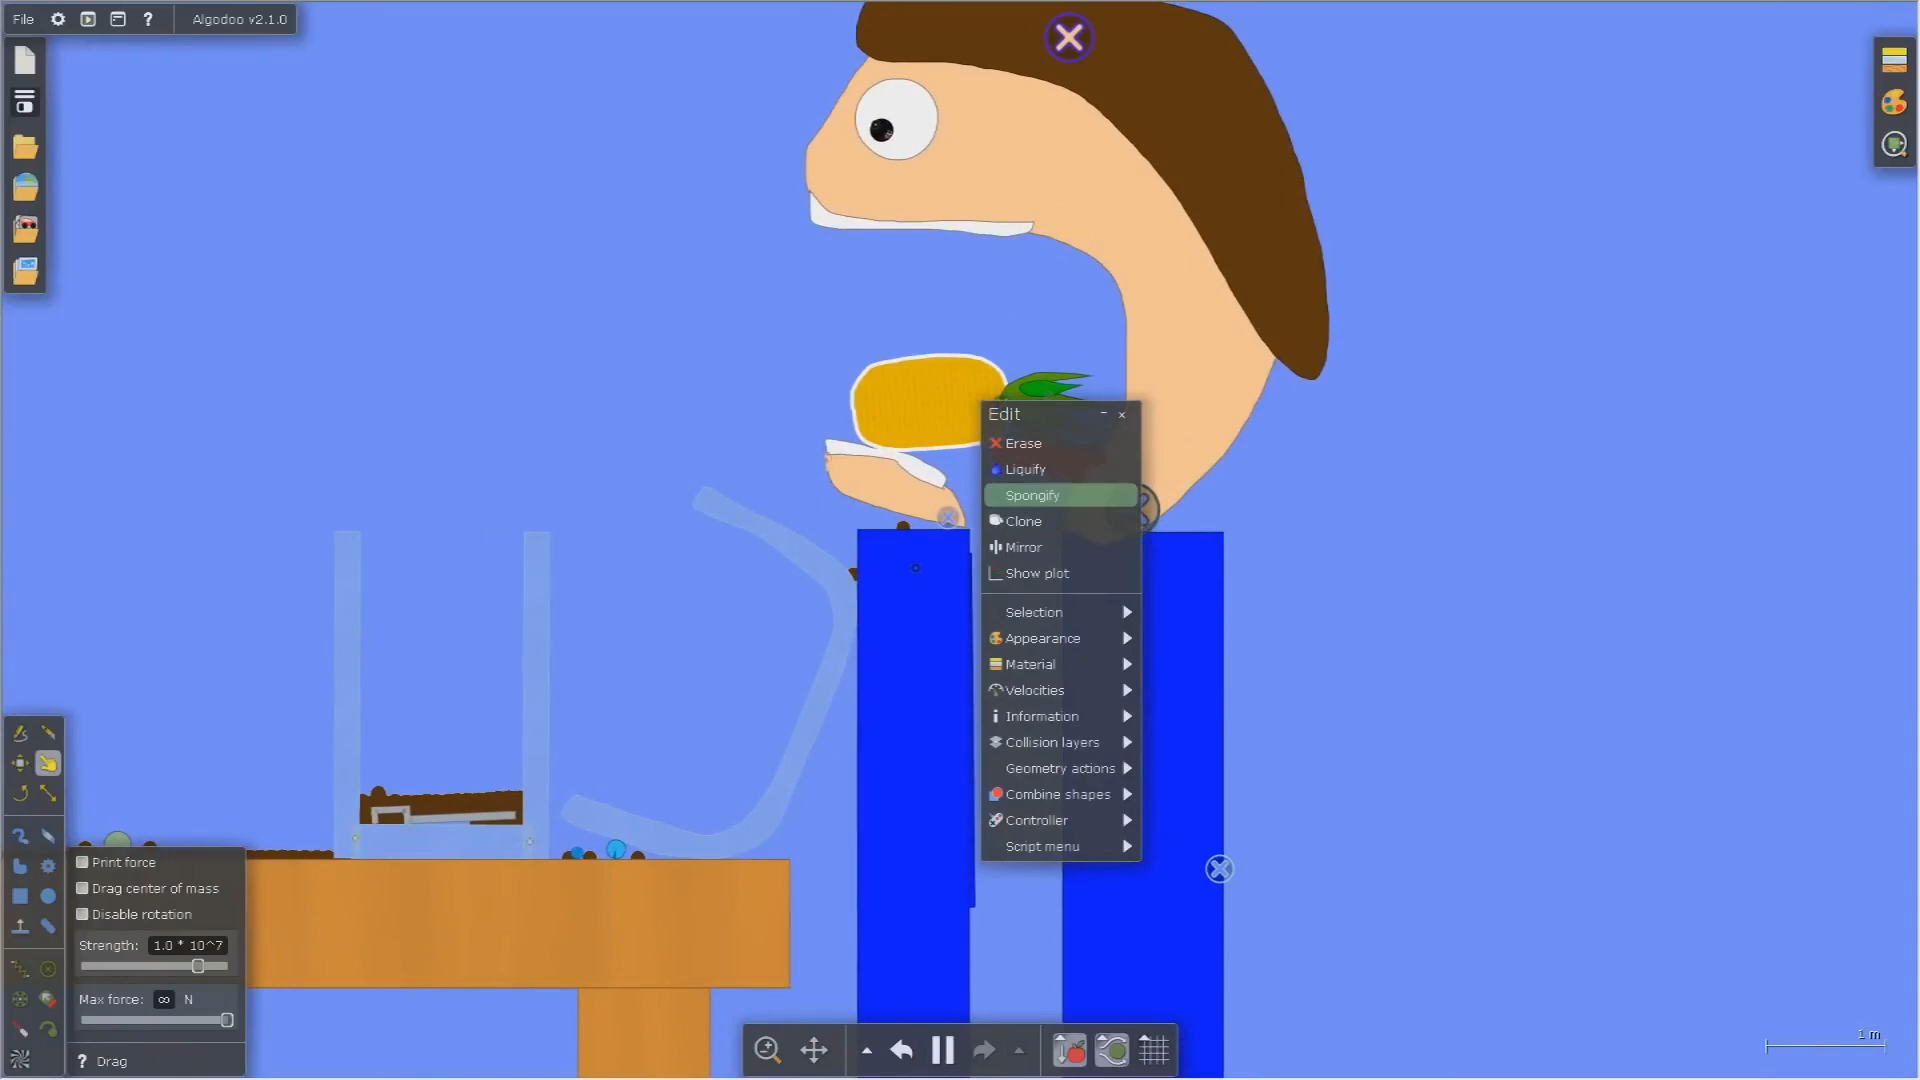 File
?
Algodoo v2.1.0
Edit
Erase
Liquify
Spongify
Clone
Mirror
Show plot
Selection
Appearance
Material
Velocities
Information
Collision layers
Geometry actions
Combine shapes
Controller
Script menu
Print force
Drag center of mass
Disable rotation
Strength: 1.0 * 10^7
Max force: ∞ N
? Drag
1 m